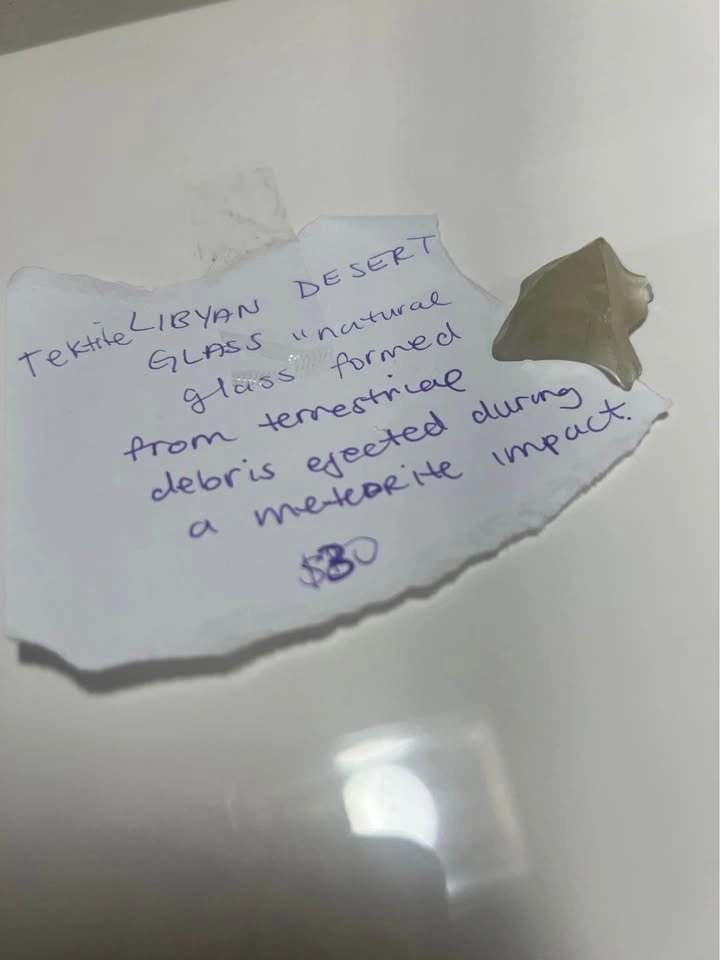 Tektite LIBYAN DESERT
GLASS "natural
glass formed
from terrestrial
debris ejected during
a meteorite impact.
$30